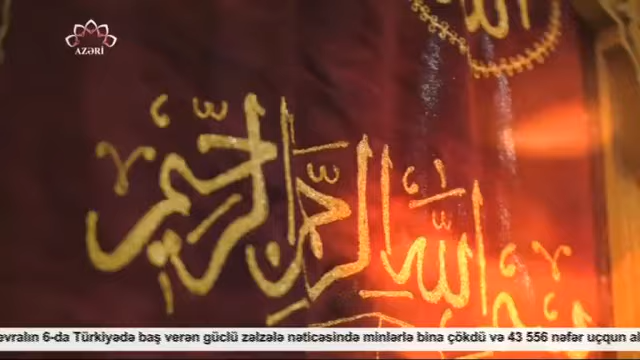 AZƏRİ
الله
الله الرحمن الرحيم
evralın 6-da Türkiyədə baş verən güclü zəlzələ nəticəsində minlərlə bina çökdü və 43 556 nəfər uçqun al